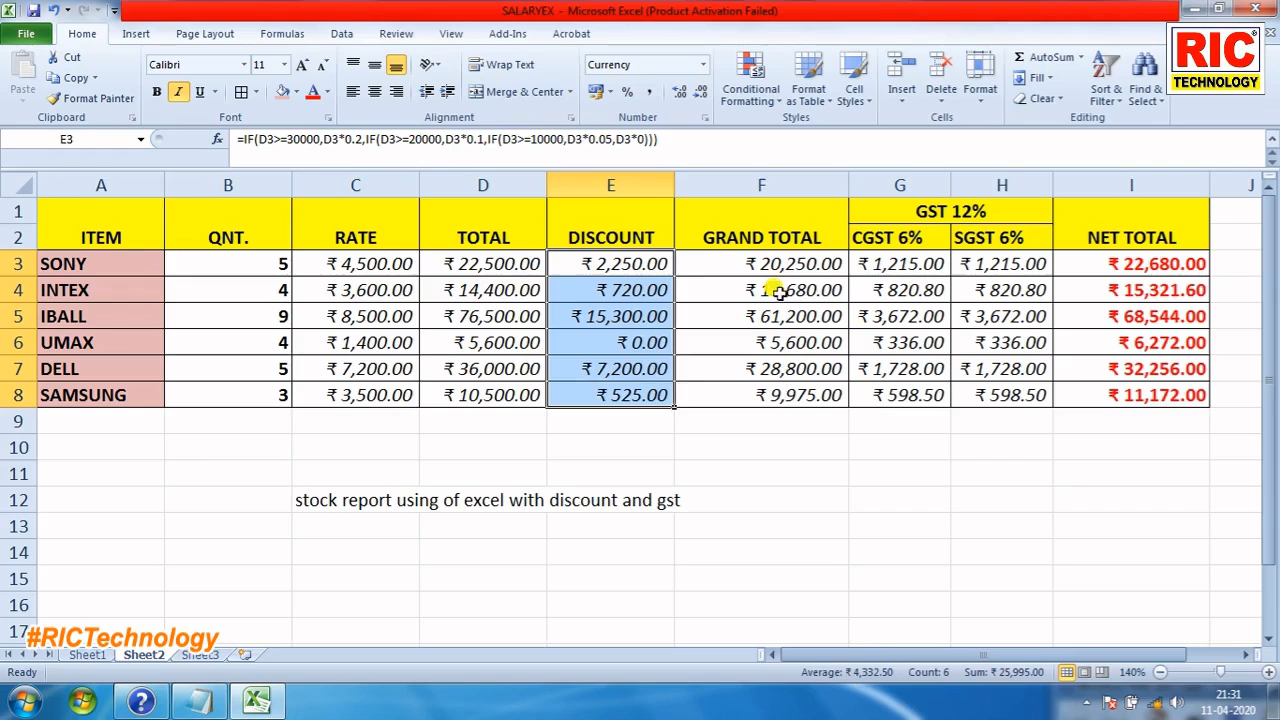 SALARYEX - Microsoft Excel (Product Activation Failed)
File Home Insert Page Layout Formulas Data Review View Add-Ins Acrobat
Paste
Cut
Copy
Format Painter
Clipboard
Calibri 11
B I U
Font
Wrap Text
Merge & Center
Alignment
Currency
% ,
Number
Conditional Formatting
Format as Table
Cell Styles
Styles
Insert Delete Format
Cells
Σ AutoSum
Fill
Clear
Sort & Filter
Find & Select
Editing
RIC
TECHNOLOGY
E3 fx =IF(D3>=30000,D3*0.2,IF(D3>=20000,D3*0.1,IF(D3>=10000,D3*0.05,D3*0)))
A B C D E F G H I J
1 GST 12%
2 ITEM QNT. RATE TOTAL DISCOUNT GRAND TOTAL CGST 6% SGST 6% NET TOTAL
3 SONY 5 ₹ 4,500.00 ₹ 22,500.00 ₹ 2,250.00 ₹ 20,250.00 ₹ 1,215.00 ₹ 1,215.00 ₹ 22,680.00
4 INTEX 4 ₹ 3,600.00 ₹ 14,400.00 ₹ 720.00 ₹ ₹ 820.80 ₹ 820.80 ₹ 15,321.60
5 IBALL 9 ₹ 8,500.00 ₹ 76,500.00 ₹ 15,300.00 ₹ 61,200.00 ₹ 3,672.00 ₹ 3,672.00 ₹ 68,544.00
6 UMAX 4 ₹ 1,400.00 ₹ 5,600.00 ₹ 0.00 ₹ 5,600.00 ₹ 336.00 ₹ 336.00 ₹ 6,272.00
7 DELL 5 ₹ 7,200.00 ₹ 36,000.00 ₹ 7,200.00 ₹ 28,800.00 ₹ 1,728.00 ₹ 1,728.00 ₹ 32,256.00
8 SAMSUNG 3 ₹ 3,500.00 ₹ 10,500.00 ₹ 525.00 ₹ 9,975.00 ₹ 598.50 ₹ 598.50 ₹ 11,172.00
9
10
11
12 stock report using of excel with discount and gst
13
14
15
16
17
#RICTechnology
Sheet1 Sheet2 Sheet3
Ready Average: ₹ 4,332.50 Count: 6 Sum: ₹ 25,995.00 140%
21:31
11-04-2020